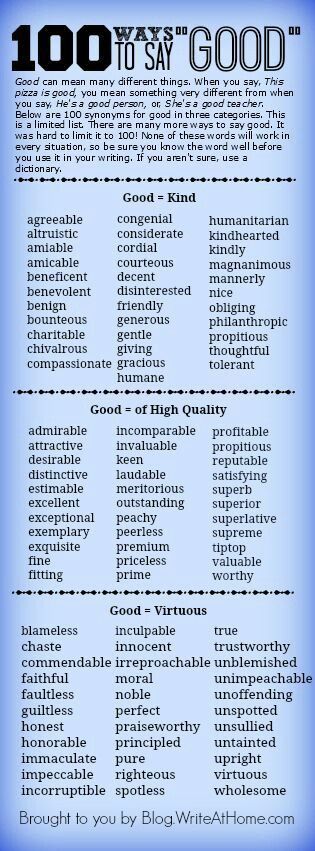 100 WAYS TO SAY "GOOD"
Good can mean many different things. When you say, This
pizza is good, you mean something very different from when
you say, He's a good person, or, She's a good teacher.
Below are 100 synonyms for good in three categories. This
is a limited list. There are many more ways to say good. It
was hard to limit it to 100! None of these words will work in
every situation, so be sure you know the word well before
you use it in your writing. If you aren't sure, use a
dictionary.
Good = Kind
agreeable
altruistic
amiable
amicable
beneficent
benevolent
benign
bounteous
charitable
chivalrous
compassionate
congenial
considerate
cordial
courteous
decent
disinterested
friendly
generous
gentle
giving
gracious
humane
humanitarian
kindhearted
kindly
magnanimous
mannerly
nice
obliging
philanthropic
propitious
thoughtful
tolerant
Good = of High Quality
admirable
attractive
desirable
distinctive
estimable
excellent
exceptional
exemplary
exquisite
fine
fitting
incomparable
invaluable
keen
laudable
meritorious
outstanding
peachy
peerless
premium
priceless
prime
profitable
propitious
reputable
satisfying
superb
superior
superlative
supreme
tiptop
valuable
worthy
Good = Virtuous
blameless
chaste
commendable
faithful
faultless
guiltless
honest
honorable
immaculate
impeccable
incorruptible
inculpable
innocent
irreproachable
moral
noble
perfect
praiseworthy
principled
pure
righteous
spotless
true
trustworthy
unblemished
unimpeachable
unoffending
unspotted
unsullied
untainted
upright
virtuous
wholesome
Brought to you by Blog.WriteAtHome.com